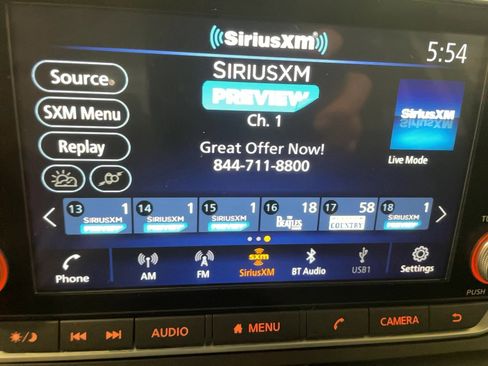 SiriusXM
5:54
Source
SIRIUSXM
PREVIEW
SXM Menu
Ch. 1
SiriusXM
Replay
Great Offer Now!
844-711-8800
Live Mode
13 1 SIRIUSXM PREVIEW
14 1 SIRIUSXM PREVIEW
15 1 SIRIUSXM PREVIEW
16 18 THE BEATLES
17 58 COUNTRY
18 1 SIRIUSXM PREVIEW
Phone
AM
FM
sxm
SiriusXM
BT Audio
USB1
Settings
PUSH
AUDIO
MENU
CAMERA